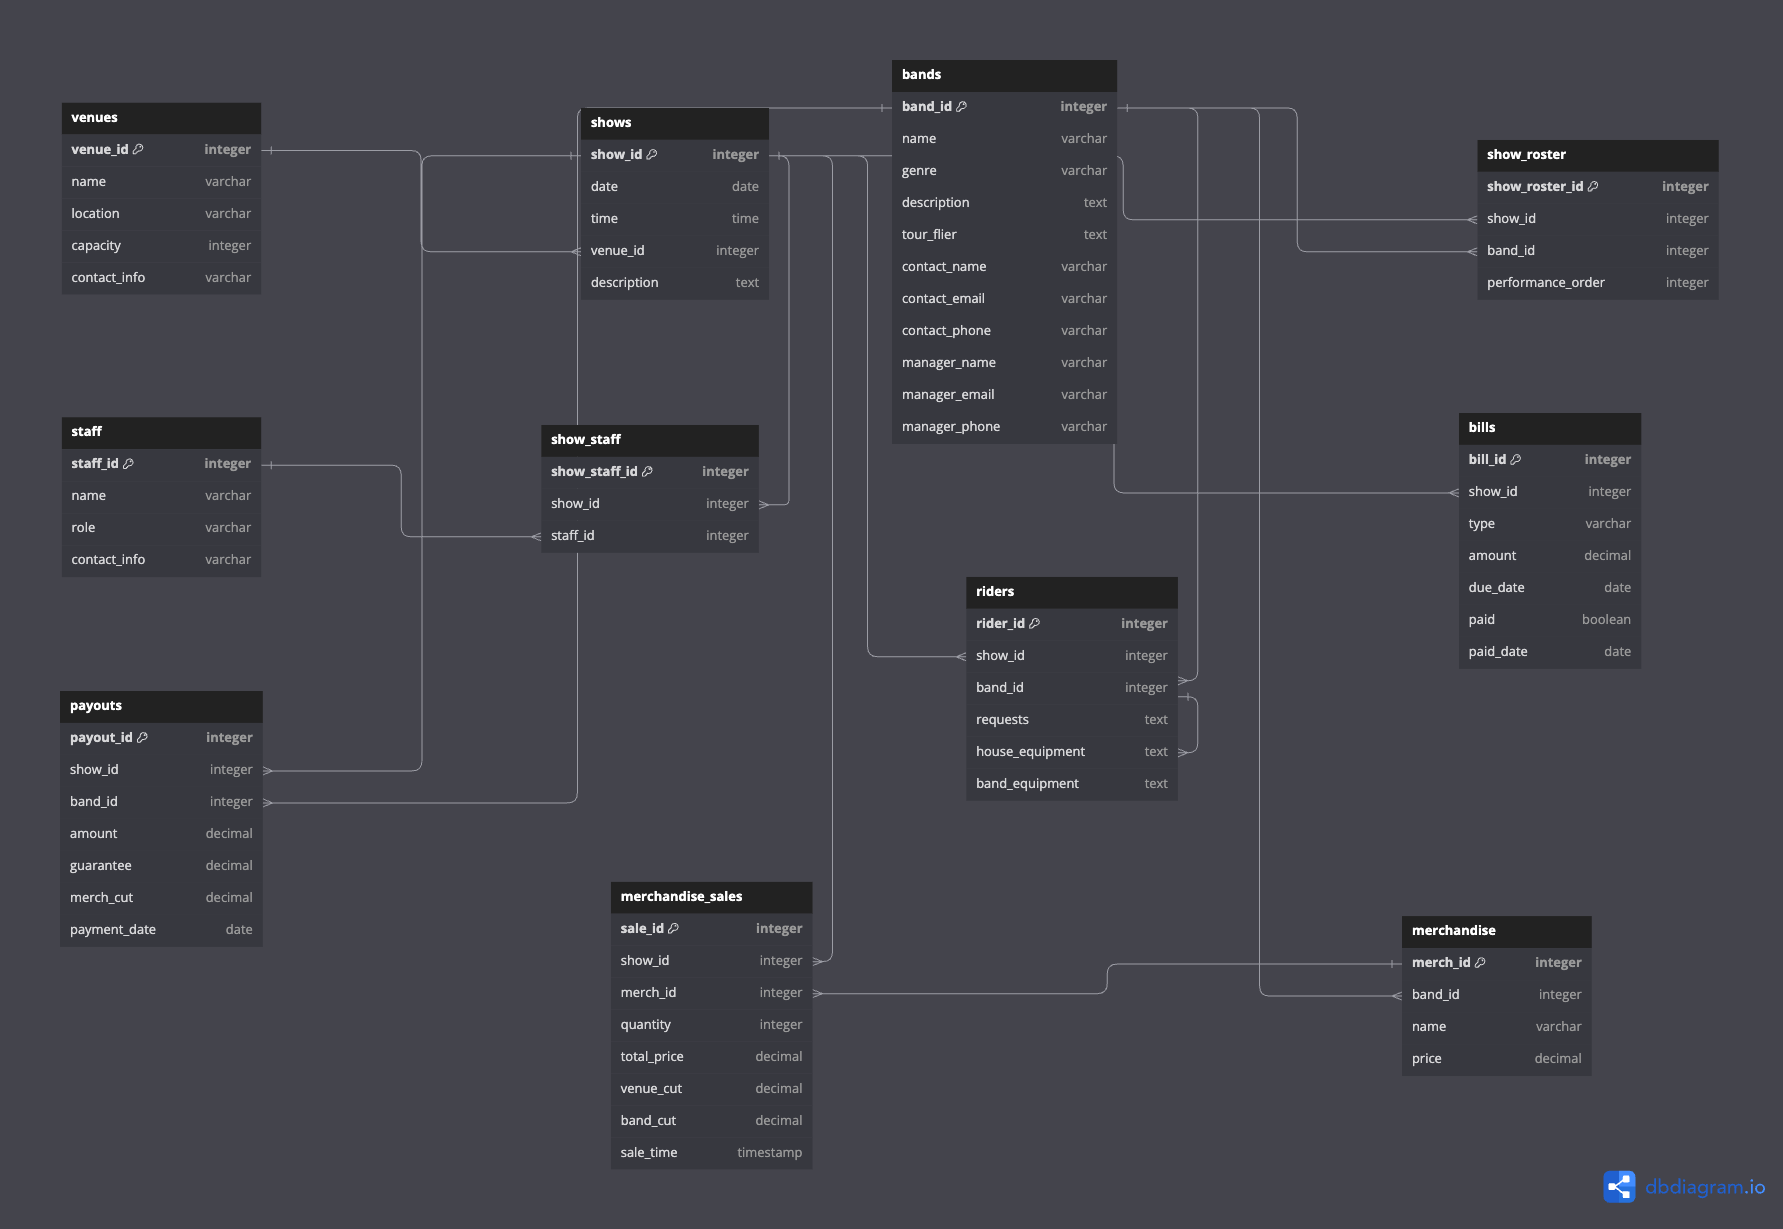 venues
venue_id integer
name varchar
location varchar
capacity integer
contact_info varchar
shows
show_id integer
date date
time time
venue_id integer
description text
bands
band_id integer
name varchar
genre varchar
description text
tour_flier text
contact_name varchar
contact_email varchar
contact_phone varchar
manager_name varchar
manager_email varchar
manager_phone varchar
show_roster
show_roster_id integer
show_id integer
band_id integer
performance_order integer
staff
staff_id integer
name varchar
role varchar
contact_info varchar
show_staff
show_staff_id integer
show_id integer
staff_id integer
bills
bill_id integer
show_id integer
type varchar
amount decimal
due_date date
paid boolean
paid_date date
riders
rider_id integer
show_id integer
band_id integer
requests text
house_equipment text
band_equipment text
payouts
payout_id integer
show_id integer
band_id integer
amount decimal
guarantee decimal
merch_cut decimal
payment_date date
merchandise_sales
sale_id integer
show_id integer
merch_id integer
quantity integer
total_price decimal
venue_cut decimal
band_cut decimal
sale_time timestamp
merchandise
merch_id integer
band_id integer
name varchar
price decimal
dbdiagram.io